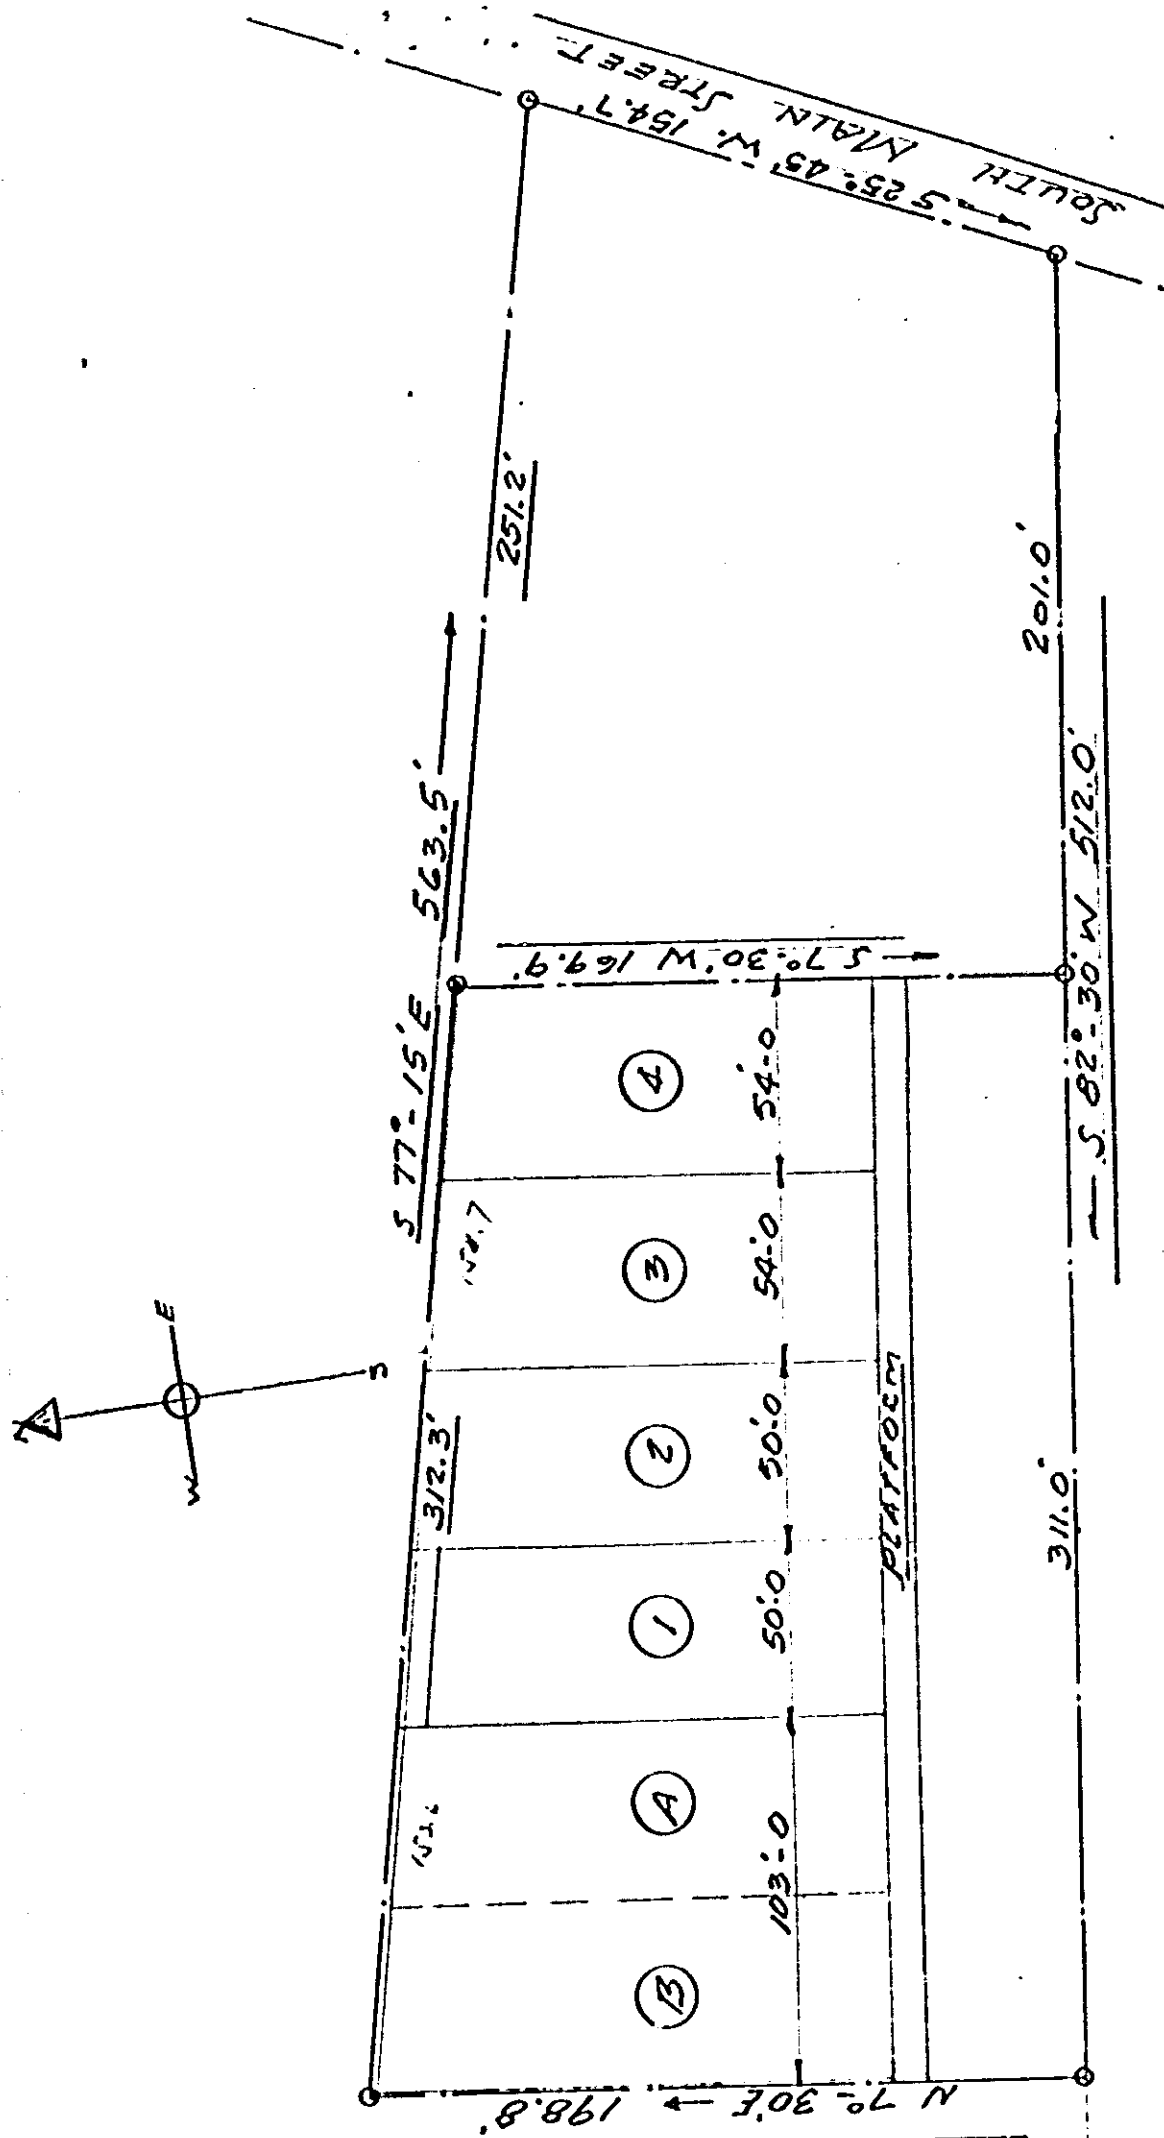 SOUTH MAIN STREET
S 25°-45' W. 154.7'
251.2'
S 77°-15' E 563.5'
201.0'
S 82°-30' W 512.0'
S 7°-30' W 169.9'
4
54'-0
3
54'-0
2
50'-0
1
50'-0
A
B
103'-0
312.3'
PLATFORM
311.0'
N 7°-30' E 198.8'
E
W
S